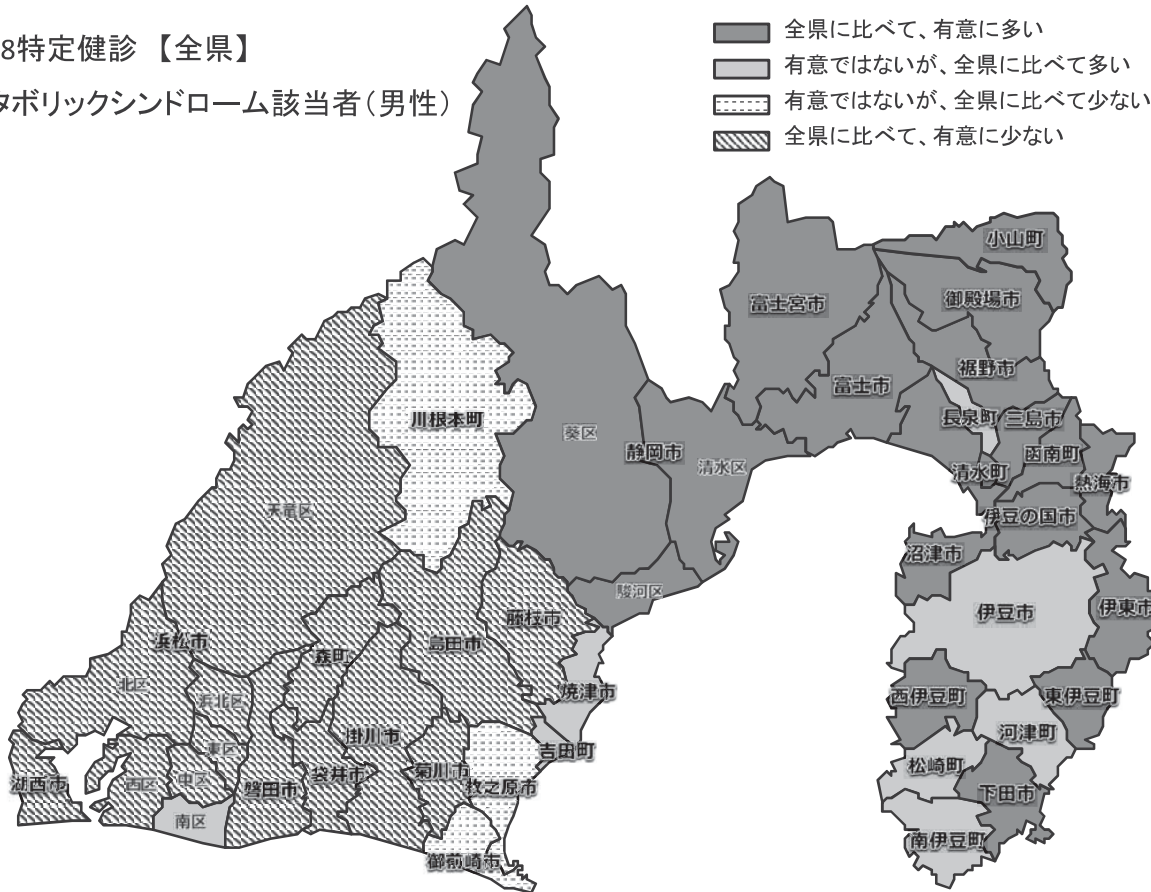 8特定健診 【全県】
タボリックシンドローム該当者（男性）
全県に比べて、有意に多い
有意ではないが、全県に比べて多い
有意ではないが、全県に比べて少ない
全県に比べて、有意に少ない
小山町
御殿場市
富士宮市
裾野市
富士市
長泉町
三島市
川根本町
葵区
静岡市
清水区
函南町
清水町
熱海市
天竜区
伊豆の国市
沼津市
駿河区
伊豆市
伊東市
藤枝市
浜松市
島田市
森町
北区
浜北区
焼津市
西伊豆町
東伊豆町
河津町
掛川市
東区
吉田町
松崎町
湖西市
西区
中区
磐田市
袋井市
菊川市
牧之原市
下田市
南区
南伊豆町
御前崎市